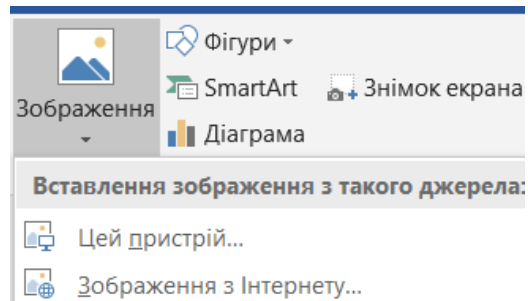 Зображення
Фігури
SmartArt
Діаграма
Знімок екрана
Вставлення зображення з такого джерела:
Цей пристрій...
Зображення з Інтернету...